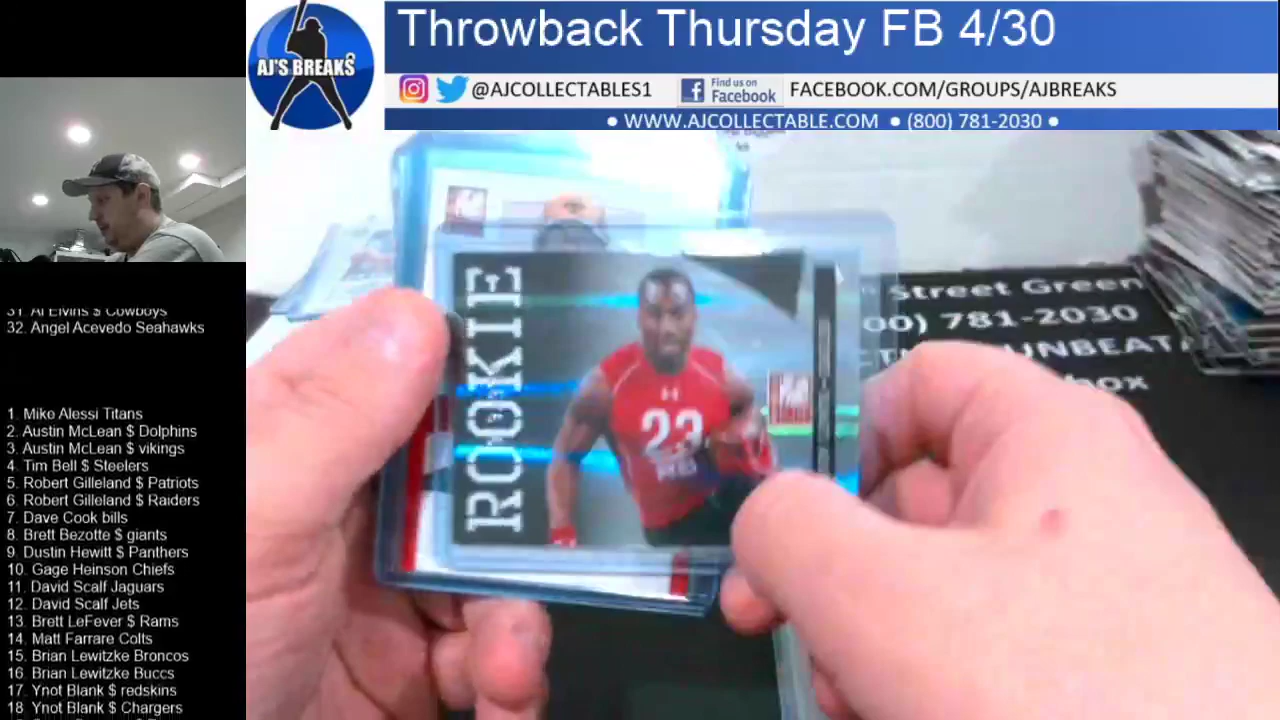 Throwback Thursday FB 4/30
AJ'S BREAKS
@AJCOLLECTABLES1
Find us on
Facebook
FACEBOOK.COM/GROUPS/AJBREAKS
● WWW.AJCOLLECTABLE.COM ● (800) 781-2030 ●
32. Angel Acevedo Seahawks
1. Mike Alessi Titans
2. Austin McLean $ Dolphins
3. Austin McLean $ vikings
4. Tim Bell $ Steelers
5. Robert Gilleland $ Patriots
6. Robert Gilleland $ Raiders
7. Dave Cook bills
8. Brett Bezotte $ giants
9. Dustin Hewitt $ Panthers
10. Gage Heinson Chiefs
11. David Scalf Jaguars
12. David Scalf Jets
13. Brett LeFever $ Rams
14. Matt Farrare Colts
15. Brian Lewitzke Broncos
16. Brian Lewitzke Buccs
17. Ynot Blank $ redskins
18. Ynot Blank $ Chargers
ROOKIE
23
Street Green
00) 781-2030
UNBEAT
box